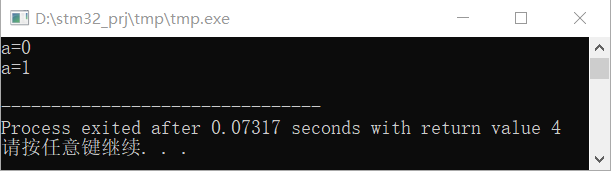 D:\stm32_prj\tmp\tmp.exe
a=0
a=1
--------------------------------
Process exited after 0.07317 seconds with return value 4
请按任意键继续. . .